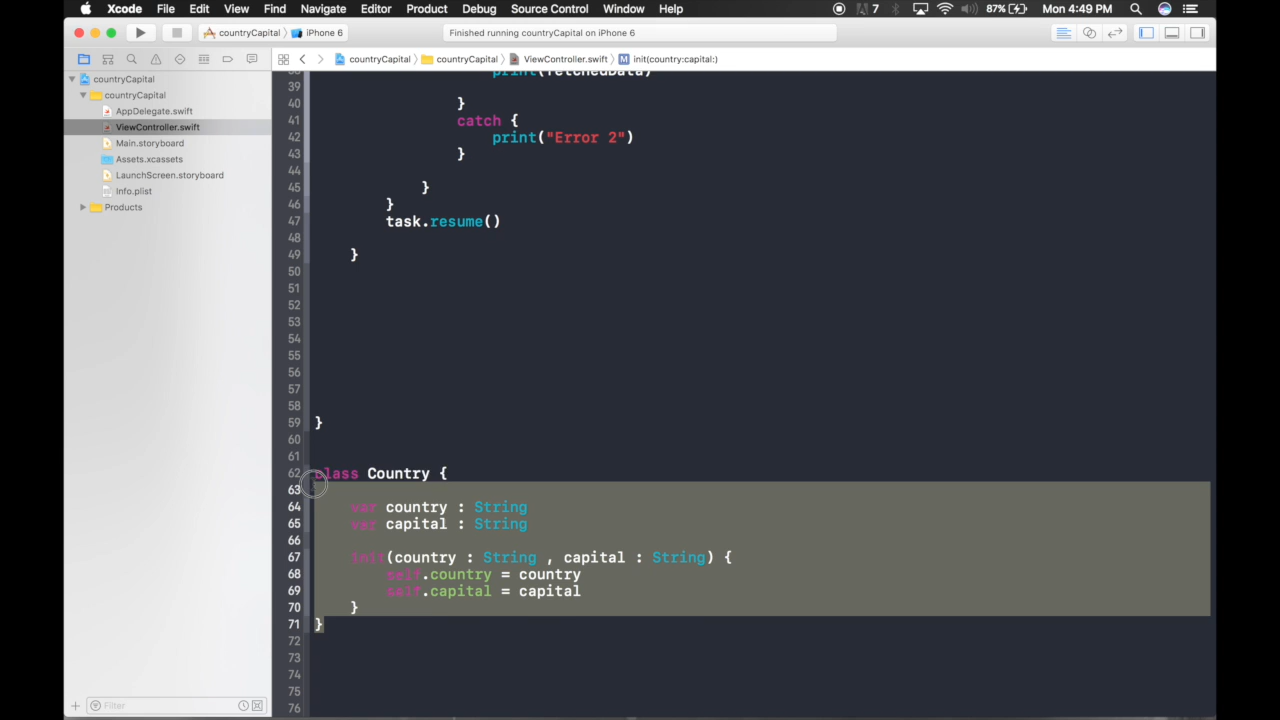 Xcode File Edit View Find Navigate Editor Product Debug Source Control Window Help 7 87% Mon 4:49 PM
countryCapital iPhone 6 Finished running countryCapital on iPhone 6
countryCapital countryCapital ViewController.swift M init(country:capital:)
countryCapital
countryCapital
AppDelegate.swift
ViewController.swift
Main.storyboard
Assets.xcassets
LaunchScreen.storyboard
Info.plist
Products
Filter
38 print(fetchedData)
39
40 }
41 catch {
42 print("Error 2")
43 }
44
45 }
46 }
47 task.resume()
48
49 }
50
51
52
53
54
55
56
57
58
59 }
60
61
62 class Country {
63
64 var country : String
65 var capital : String
66
67 init(country : String , capital : String) {
68 self.country = country
69 self.capital = capital
70 }
71 }
72
73
74
75
76